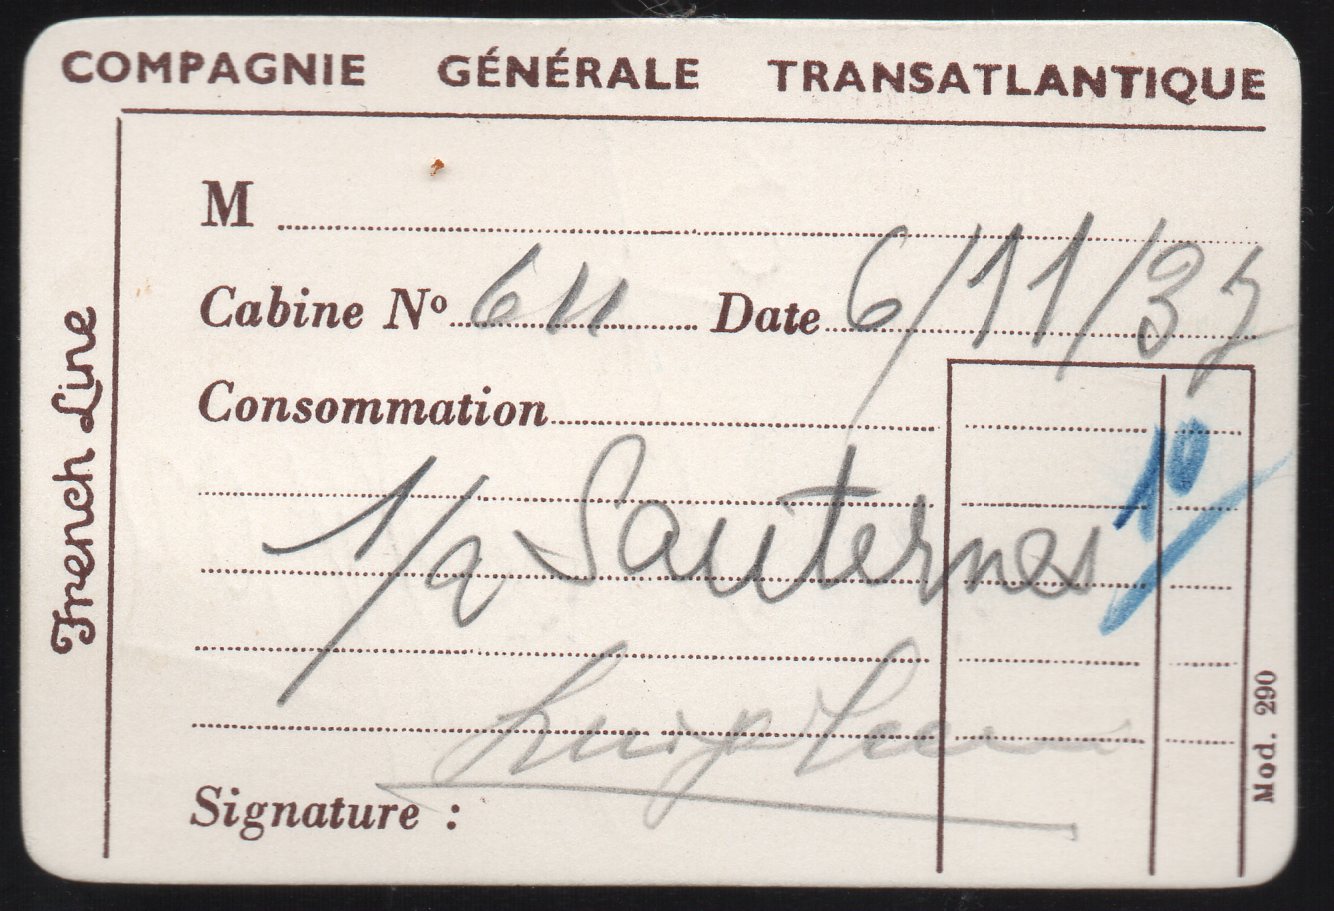 COMPAGNIE GÉNÉRALE TRANSATLANTIQUE
French Line
M
Cabine Nº 611 Date 6/11/37
Consommation
10
1/2 Sauternes
Signature :
Mod. 290